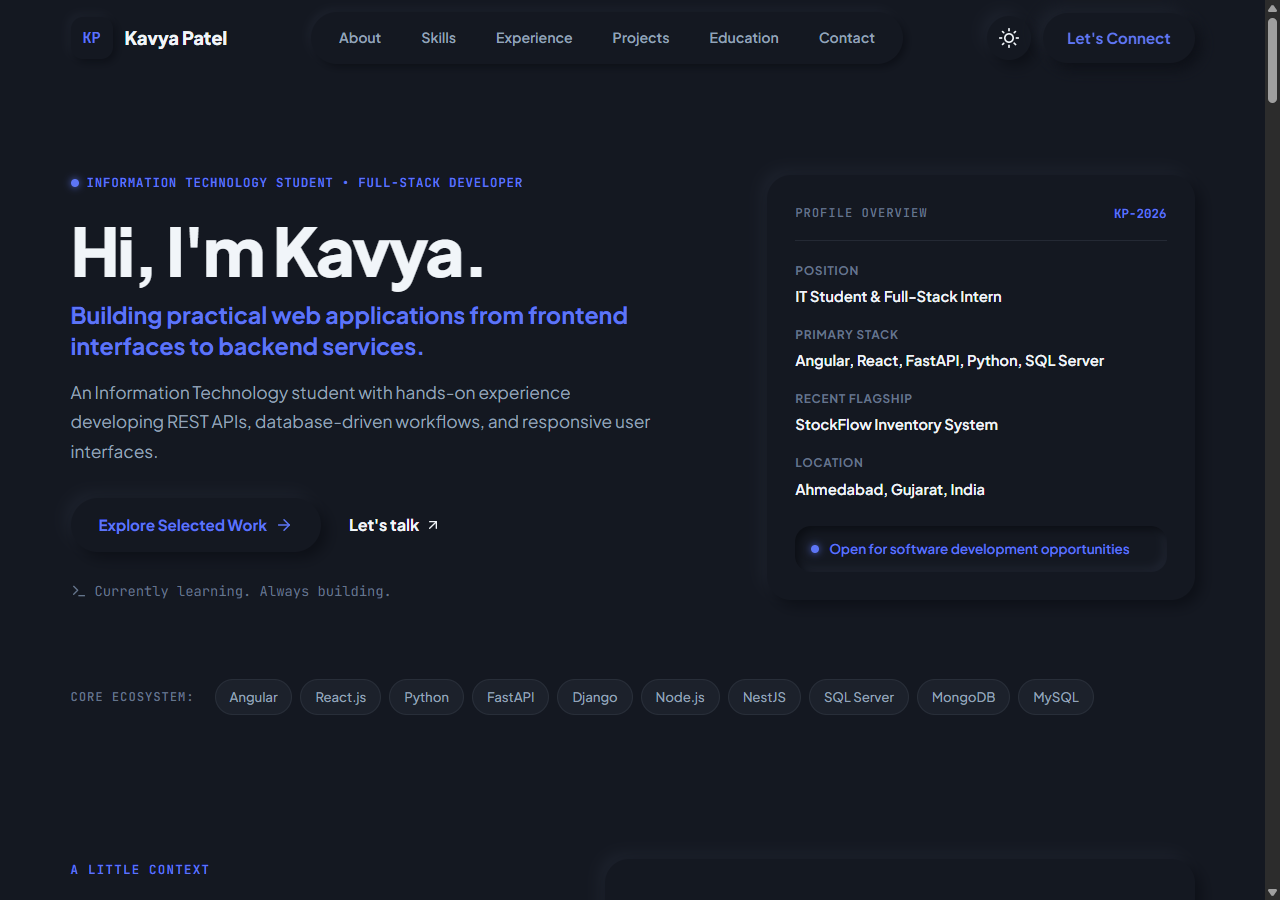 KP Kavya Patel About Skills Experience Projects Education Contact Let's Connect
INFORMATION TECHNOLOGY STUDENT • FULL-STACK DEVELOPER
Hi, I'm Kavya.
Building practical web applications from frontend
interfaces to backend services.
An Information Technology student with hands-on experience
developing REST APIs, database-driven workflows, and responsive user
interfaces.
Explore Selected Work → Let's talk ↗
>_ Currently learning. Always building.
PROFILE OVERVIEW KP-2026
POSITION
IT Student & Full-Stack Intern
PRIMARY STACK
Angular, React, FastAPI, Python, SQL Server
RECENT FLAGSHIP
StockFlow Inventory System
LOCATION
Ahmedabad, Gujarat, India
Open for software development opportunities
CORE ECOSYSTEM: Angular React.js Python FastAPI Django Node.js NestJS SQL Server MongoDB MySQL
A LITTLE CONTEXT